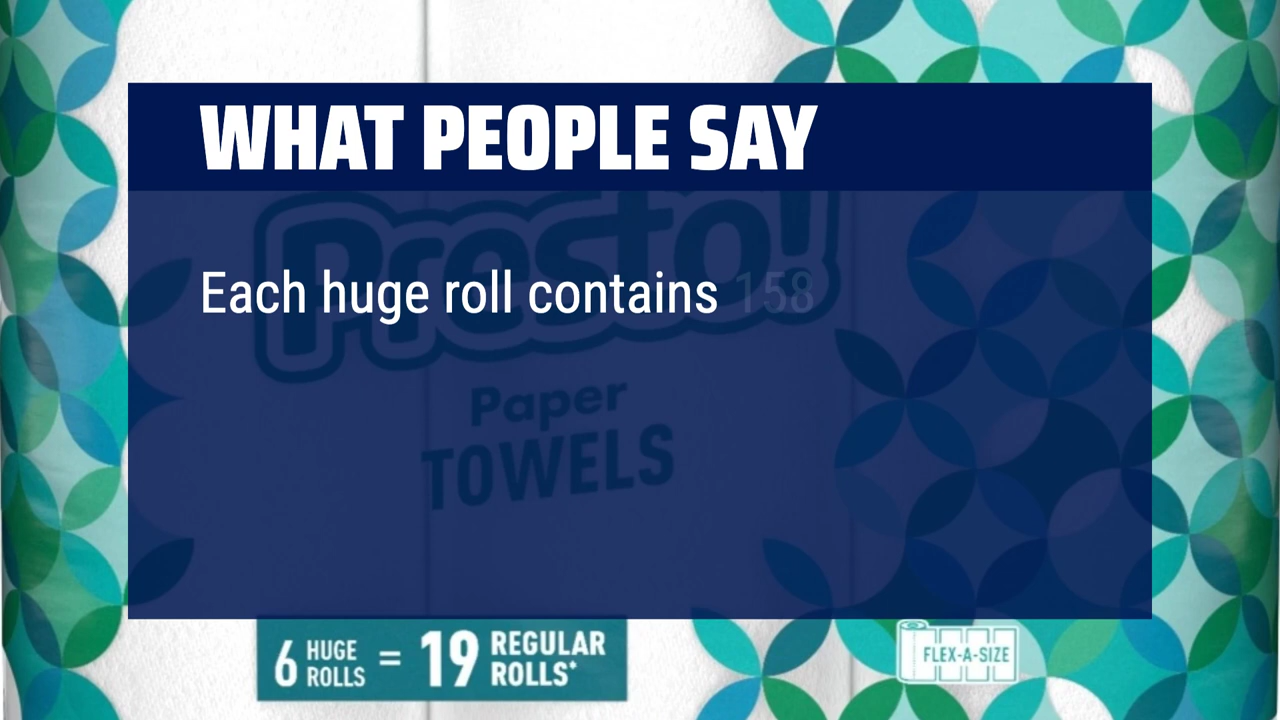 WHAT PEOPLE SAY
Presto!
Each huge roll contains 158
Paper
TOWELS
6 HUGE ROLLS = 19 REGULAR ROLLS*
FLEX-A-SIZE